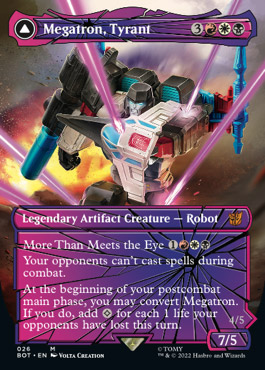 Megatron, Tyrant 3
Legendary Artifact Creature — Robot
More Than Meets the Eye 1
Your opponents can't cast spells during
combat.
At the beginning of your postcombat
main phase, you may convert Megatron.
If you do, add for each 1 life your
opponents have lost this turn.
4/5
7/5
026 M
BOT • EN VOLTA CREATION
© TOMY
™ & © 2022 Hasbro and Wizards